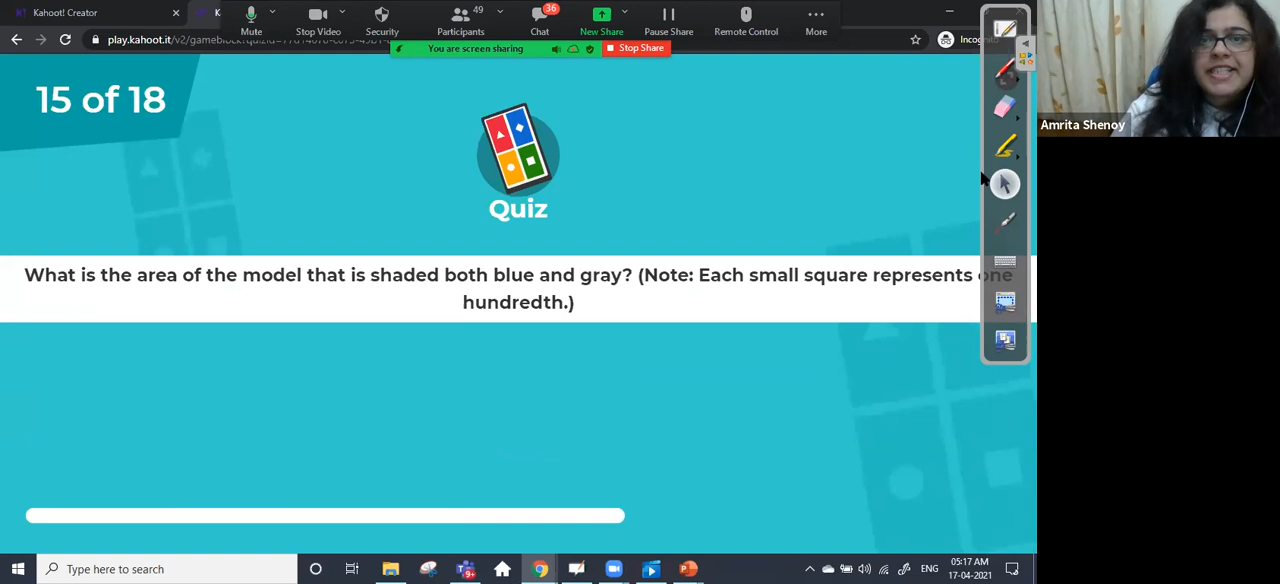 Kahoot! Creator
Mute
Stop Video
Security
Participants
49
Chat
36
New Share
Pause Share
Remote Control
More
play.kahoot.it/v2/gameblock?quizId=
Incognito
You are screen sharing
Stop Share
15 of 18
Quiz
What is the area of the model that is shaded both blue and gray? (Note: Each small square represents one
hundredth.)
Amrita Shenoy
Type here to search
ENG
05:17 AM
17-04-2021